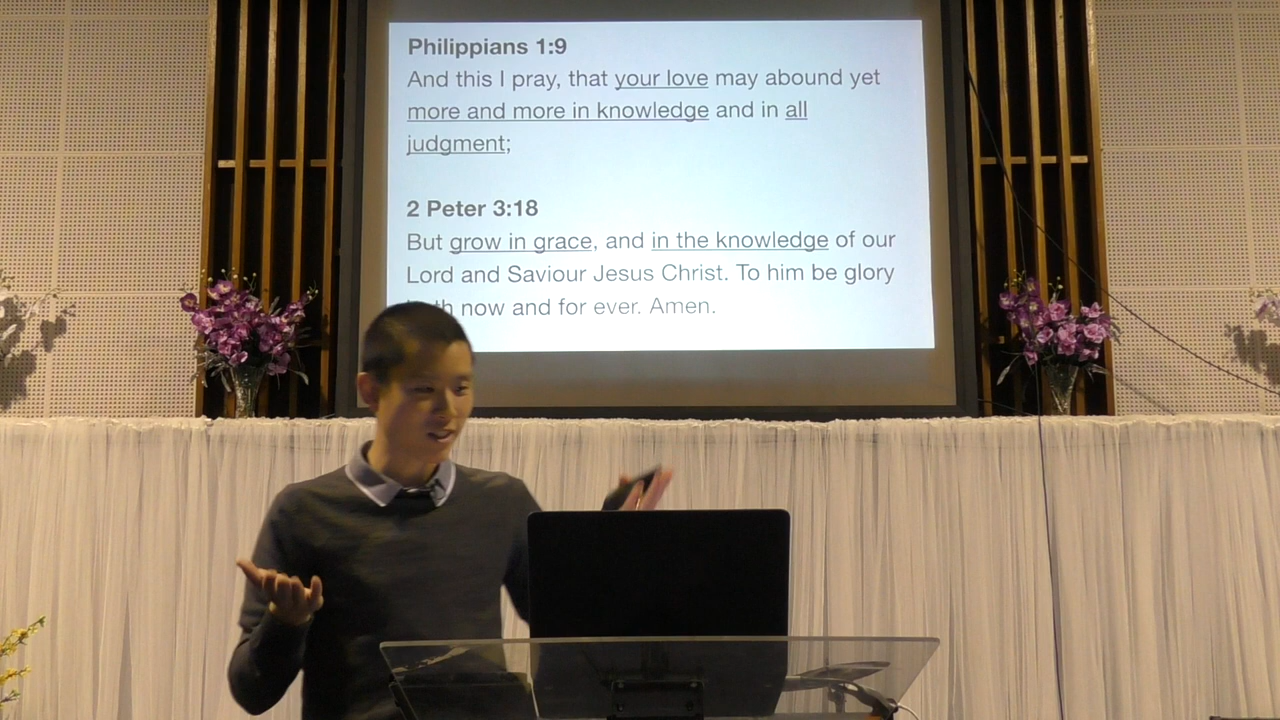 Philippians 1:9
And this I pray, that your love may abound yet
more and more in knowledge and in all
judgment;
2 Peter 3:18
But grow in grace, and in the knowledge of our
Lord and Saviour Jesus Christ. To him be glory
now and for ever. Amen.